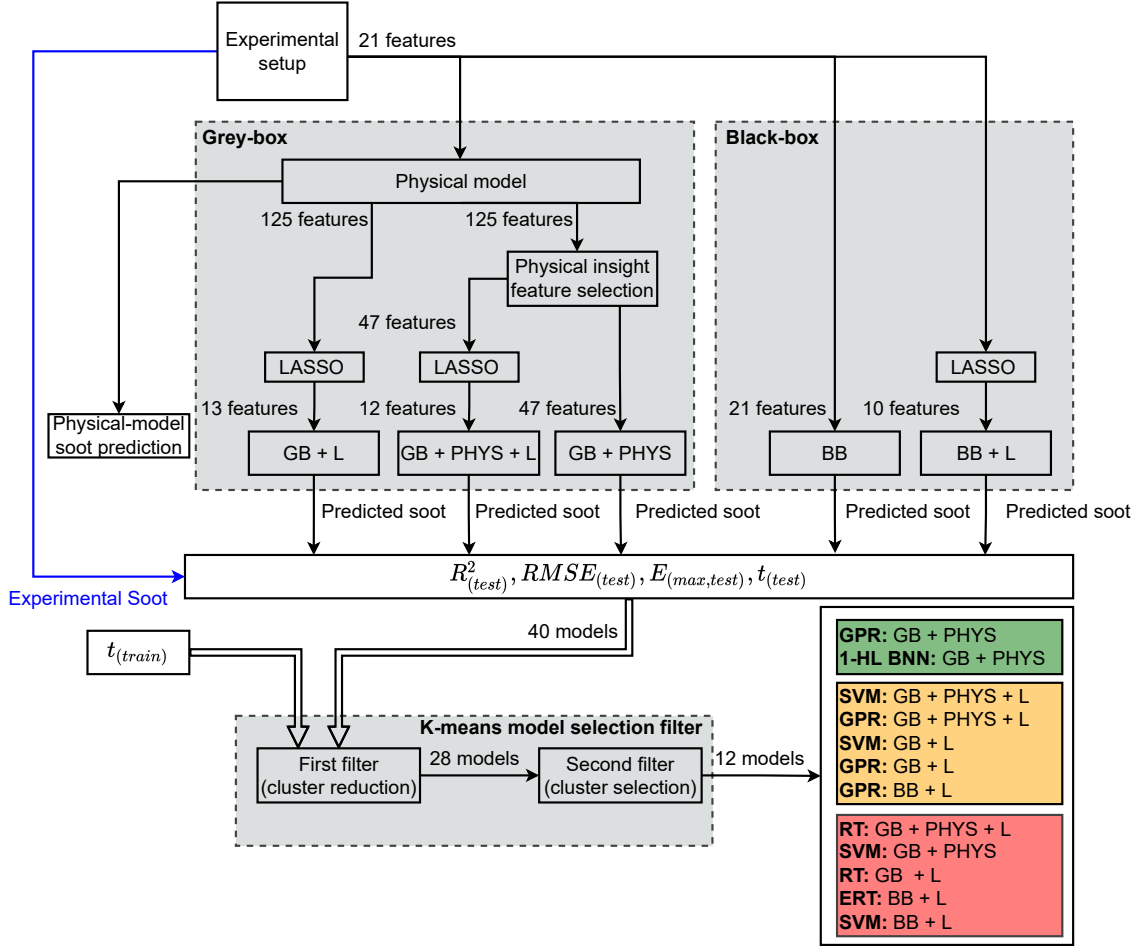 Experimental
setup
21 features
Grey-box
Black-box
Physical model
125 features
125 features
Physical insight
feature selection
47 features
LASSO
LASSO
LASSO
13 features
12 features
47 features
21 features
10 features
Physical-model
soot prediction
GB + L
GB + PHYS + L
GB + PHYS
BB
BB + L
Predicted soot
Predicted soot
Predicted soot
Predicted soot
Predicted soot
R²(test), RMSE(test), E(max,test), t(test)
Experimental Soot
40 models
t(train)
K-means model selection filter
First filter
(cluster reduction)
28 models
Second filter
(cluster selection)
12 models
GPR: GB + PHYS
1-HL BNN: GB + PHYS
SVM: GB + PHYS + L
GPR: GB + PHYS + L
SVM: GB + L
GPR: GB + L
GPR: BB + L
RT: GB + PHYS + L
SVM: GB + PHYS
RT: GB + L
ERT: BB + L
SVM: BB + L